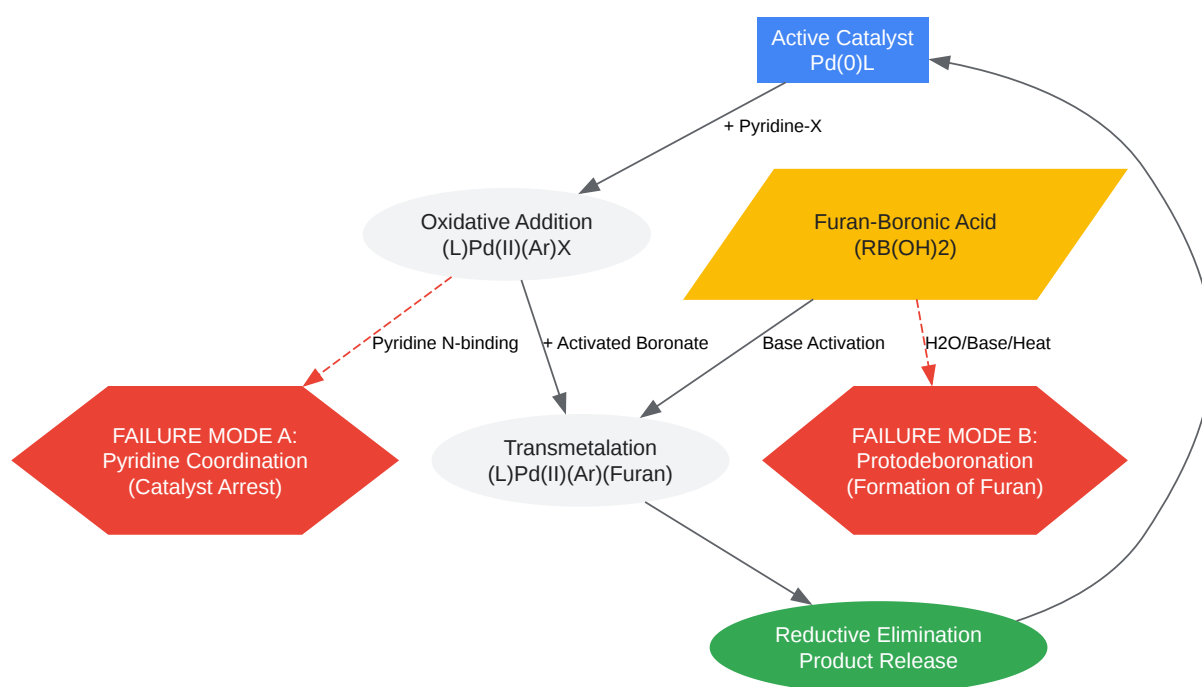 Active Catalyst
Pd(0)L
+ Pyridine-X
Oxidative Addition
(L)Pd(II)(Ar)X
Furan-Boronic Acid
(RB(OH)2)
Pyridine N-binding
+ Activated Boronate
Base Activation
H2O/Base/Heat
FAILURE MODE A:
Pyridine Coordination
(Catalyst Arrest)
Transmetalation
(L)Pd(II)(Ar)(Furan)
FAILURE MODE B:
Protodeboronation
(Formation of Furan)
Reductive Elimination
Product Release